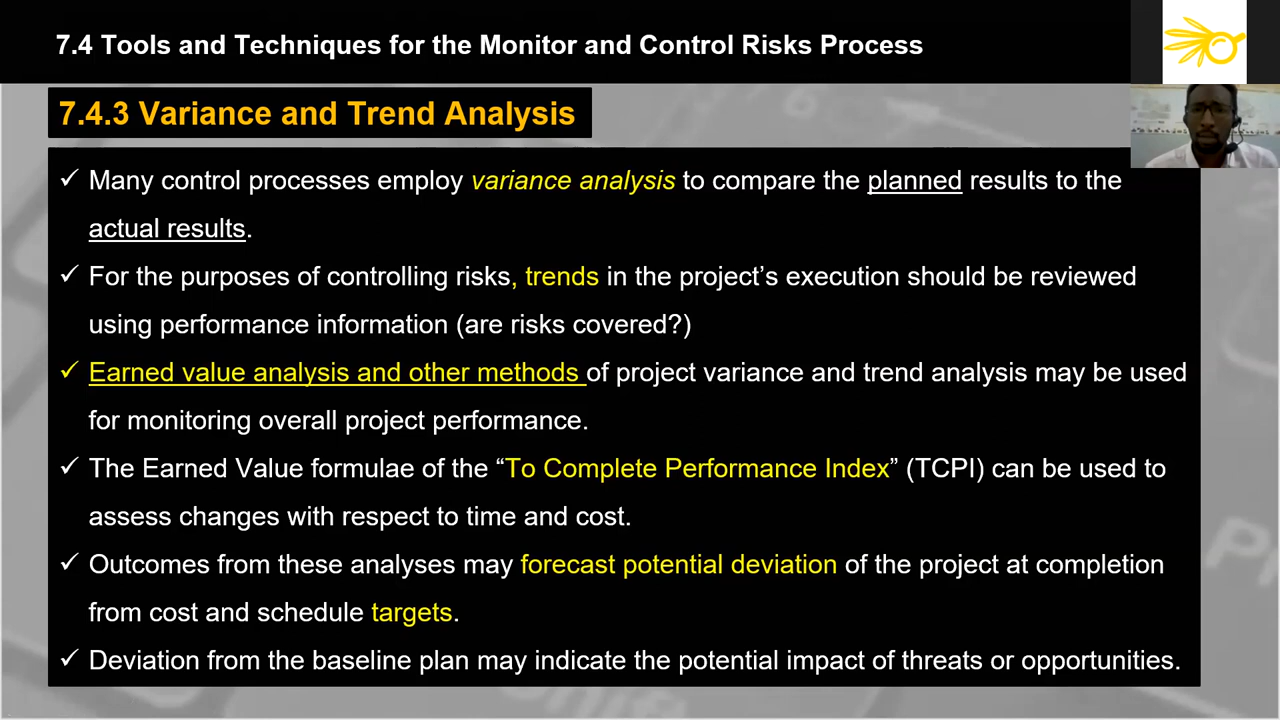 7.4 Tools and Techniques for the Monitor and Control Risks Process
7.4.3 Variance and Trend Analysis
✓ Many control processes employ variance analysis to compare the planned results to the
actual results.
✓ For the purposes of controlling risks, trends in the project’s execution should be reviewed
using performance information (are risks covered?)
✓ Earned value analysis and other methods of project variance and trend analysis may be used
for monitoring overall project performance.
✓ The Earned Value formulae of the “To Complete Performance Index” (TCPI) can be used to
assess changes with respect to time and cost.
✓ Outcomes from these analyses may forecast potential deviation of the project at completion
from cost and schedule targets.
✓ Deviation from the baseline plan may indicate the potential impact of threats or opportunities.